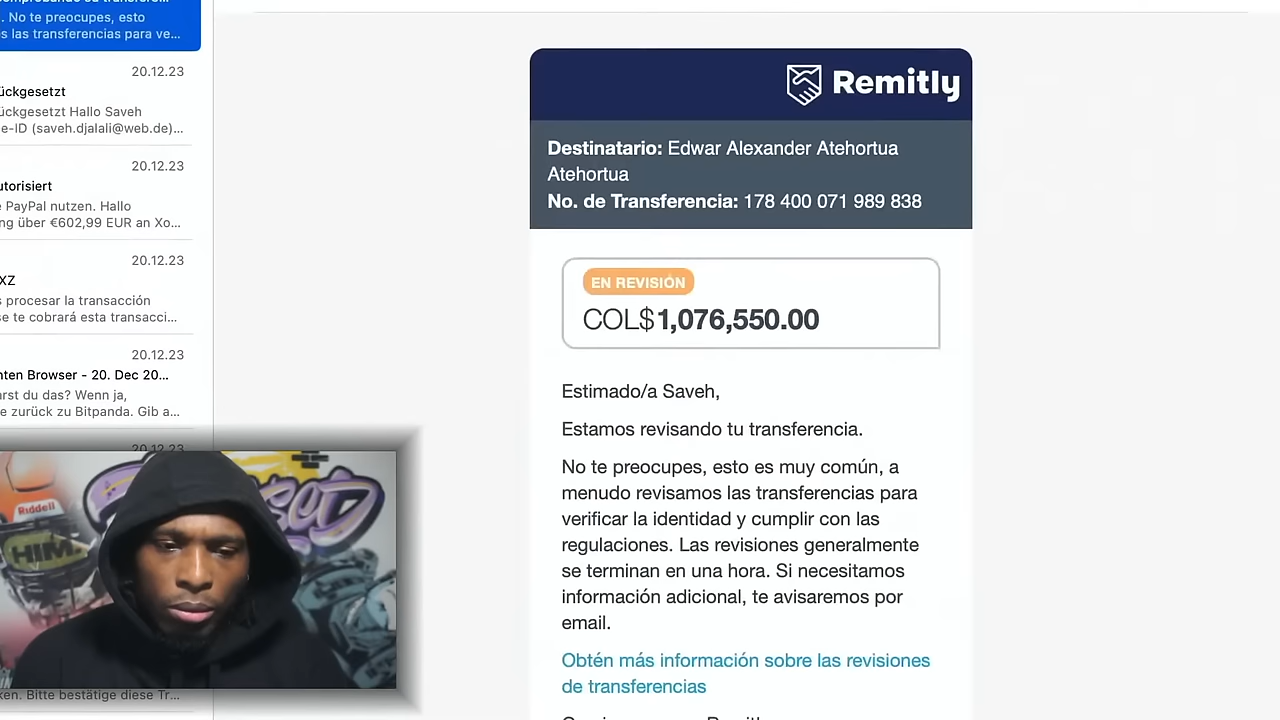 . No te preocupes, esto
s las transferencias para ve...
20.12.23
ückgesetzt
ückgesetzt Hallo Saveh
e-ID (saveh.djalali@web.de)...
20.12.23
utorisiert
e PayPal nutzen. Hallo
ng über €602,99 EUR an Xo...
20.12.23
XZ
s procesar la transacción
se te cobrará esta transacci...
20.12.23
nten Browser - 20. Dec 20...
arst du das? Wenn ja,
e zurück zu Bitpanda. Gib a...
20.12.23
Riddell
HIM.
ken. Bitte bestätige diese Tr...
Remitly
Destinatario: Edwar Alexander Atehortua
Atehortua
No. de Transferencia: 178 400 071 989 838
EN REVISIÓN
COL$1,076,550.00
Estimado/a Saveh,
Estamos revisando tu transferencia.
No te preocupes, esto es muy común, a
menudo revisamos las transferencias para
verificar la identidad y cumplir con las
regulaciones. Las revisiones generalmente
se terminan en una hora. Si necesitamos
información adicional, te avisaremos por
email.
Obtén más información sobre las revisiones
de transferencias